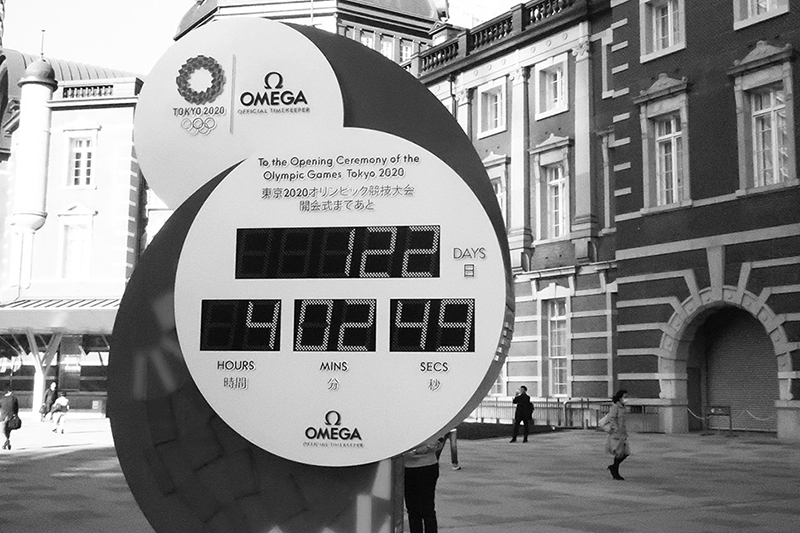 TOKYO 2020
Ω
OMEGA
OFFICIAL TIMEKEEPER
To the Opening Ceremony of the
Olympic Games Tokyo 2020
東京2020オリンピック競技大会
開会式まであと
122 DAYS
日
4 02 49
HOURS MINS SECS
時間 分 秒
Ω
OMEGA
OFFICIAL TIMEKEEPER